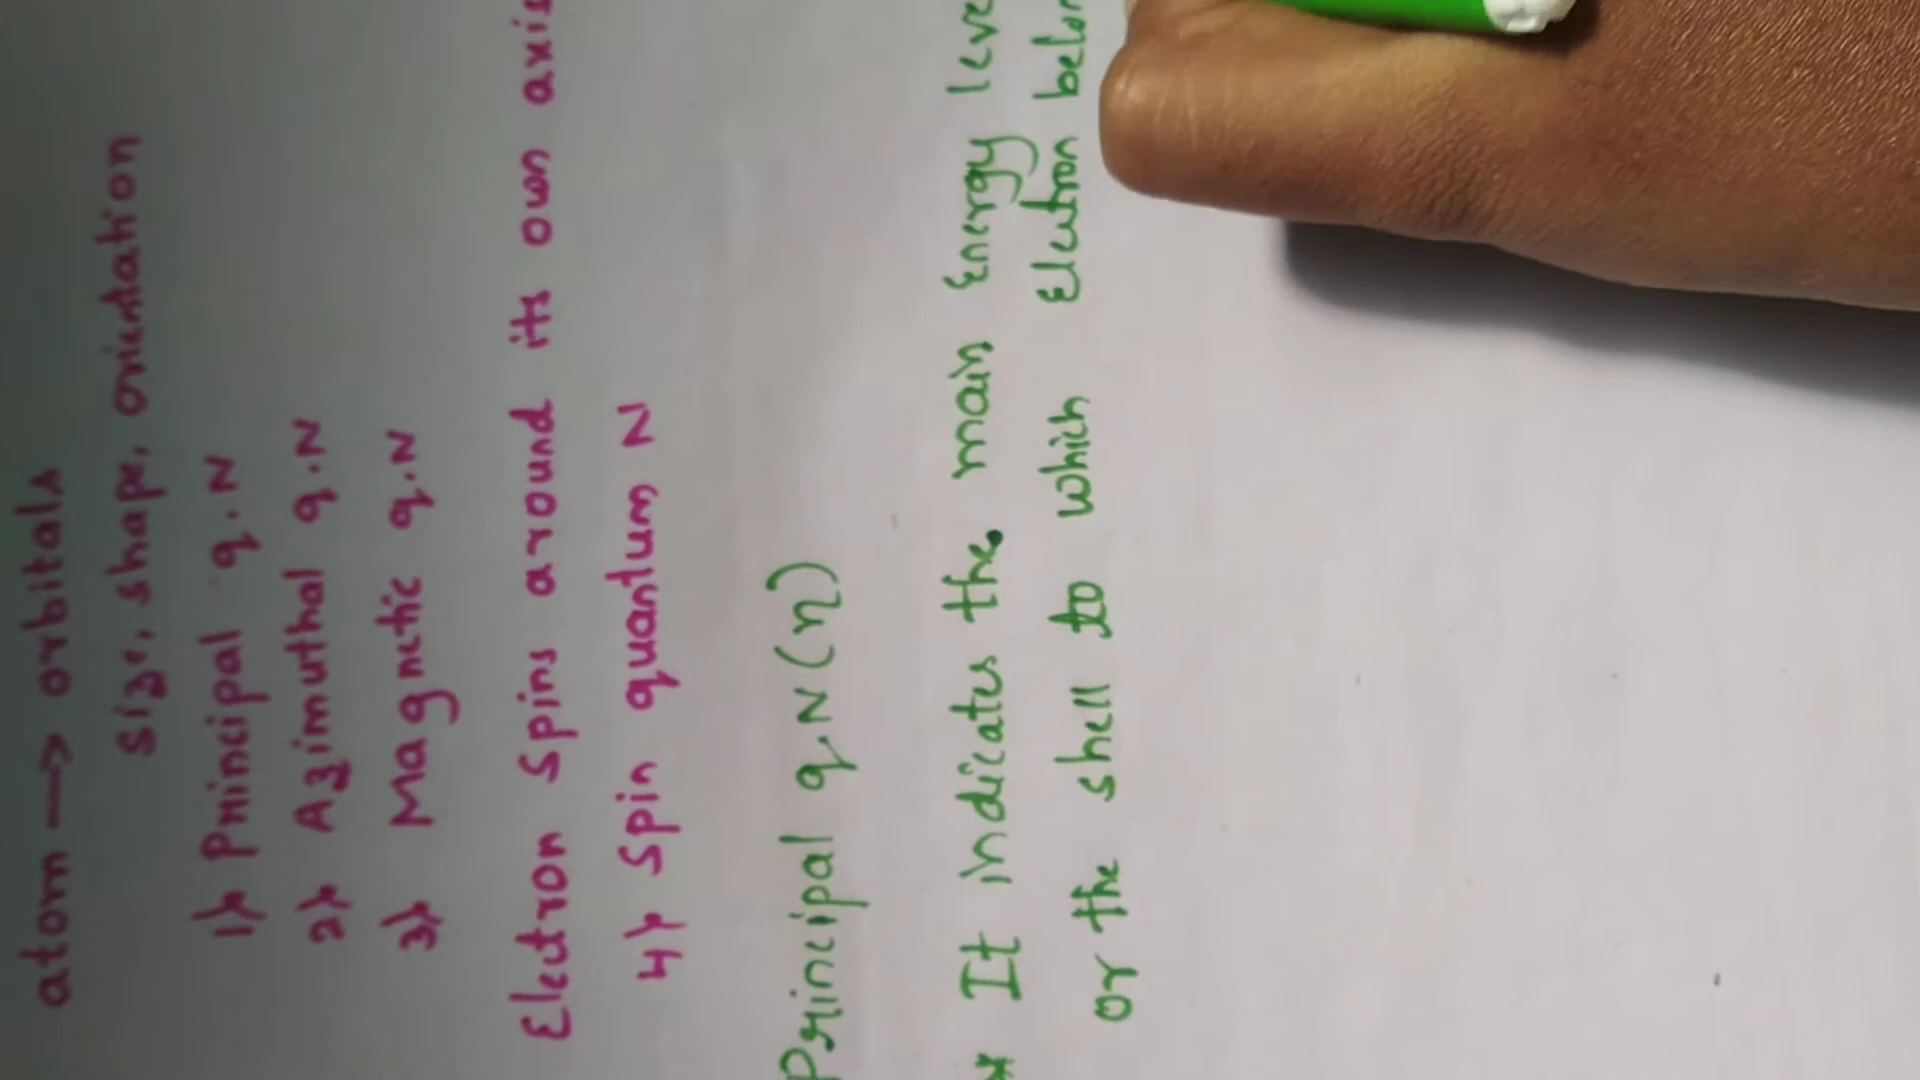 atom → orbitals
size, shape, orientation
1} Principal q.N
2} Azimuthal q.N
3} Magnetic q.N
Electron Spins around its own axis
4} Spin quantum N
Principal q.N (n)
* It indicates the main Energy leve
or the shell to which Electron belon